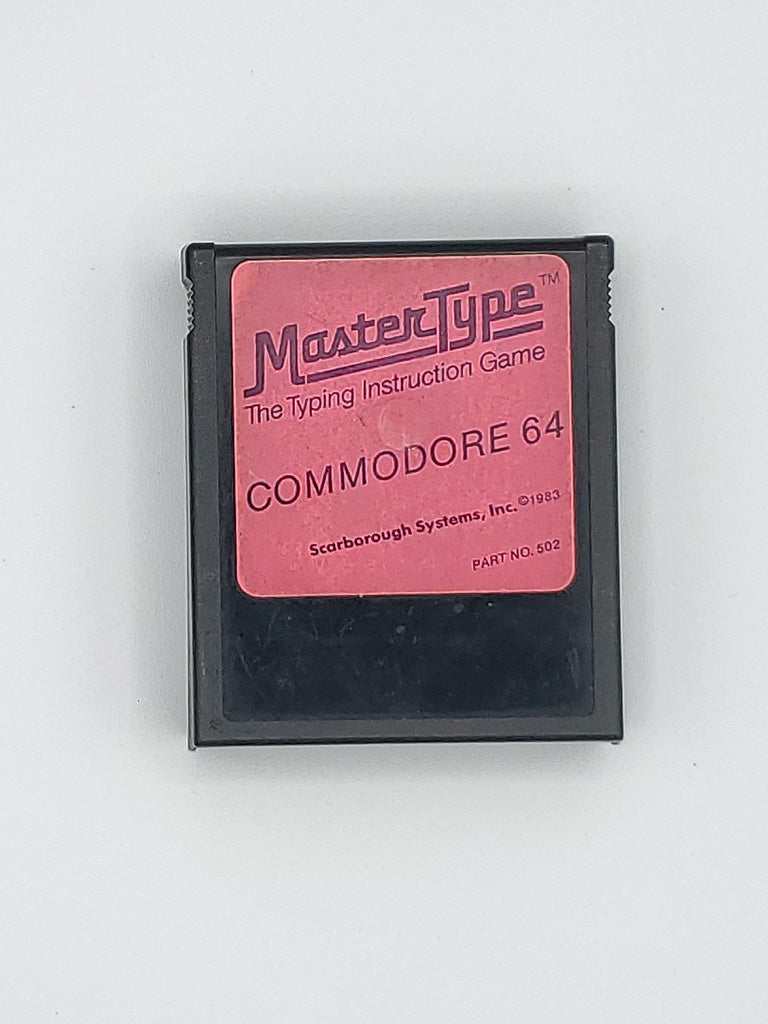 MasterType™
The Typing Instruction Game
COMMODORE 64
Scarborough Systems, Inc. ©1983
PART NO. 502